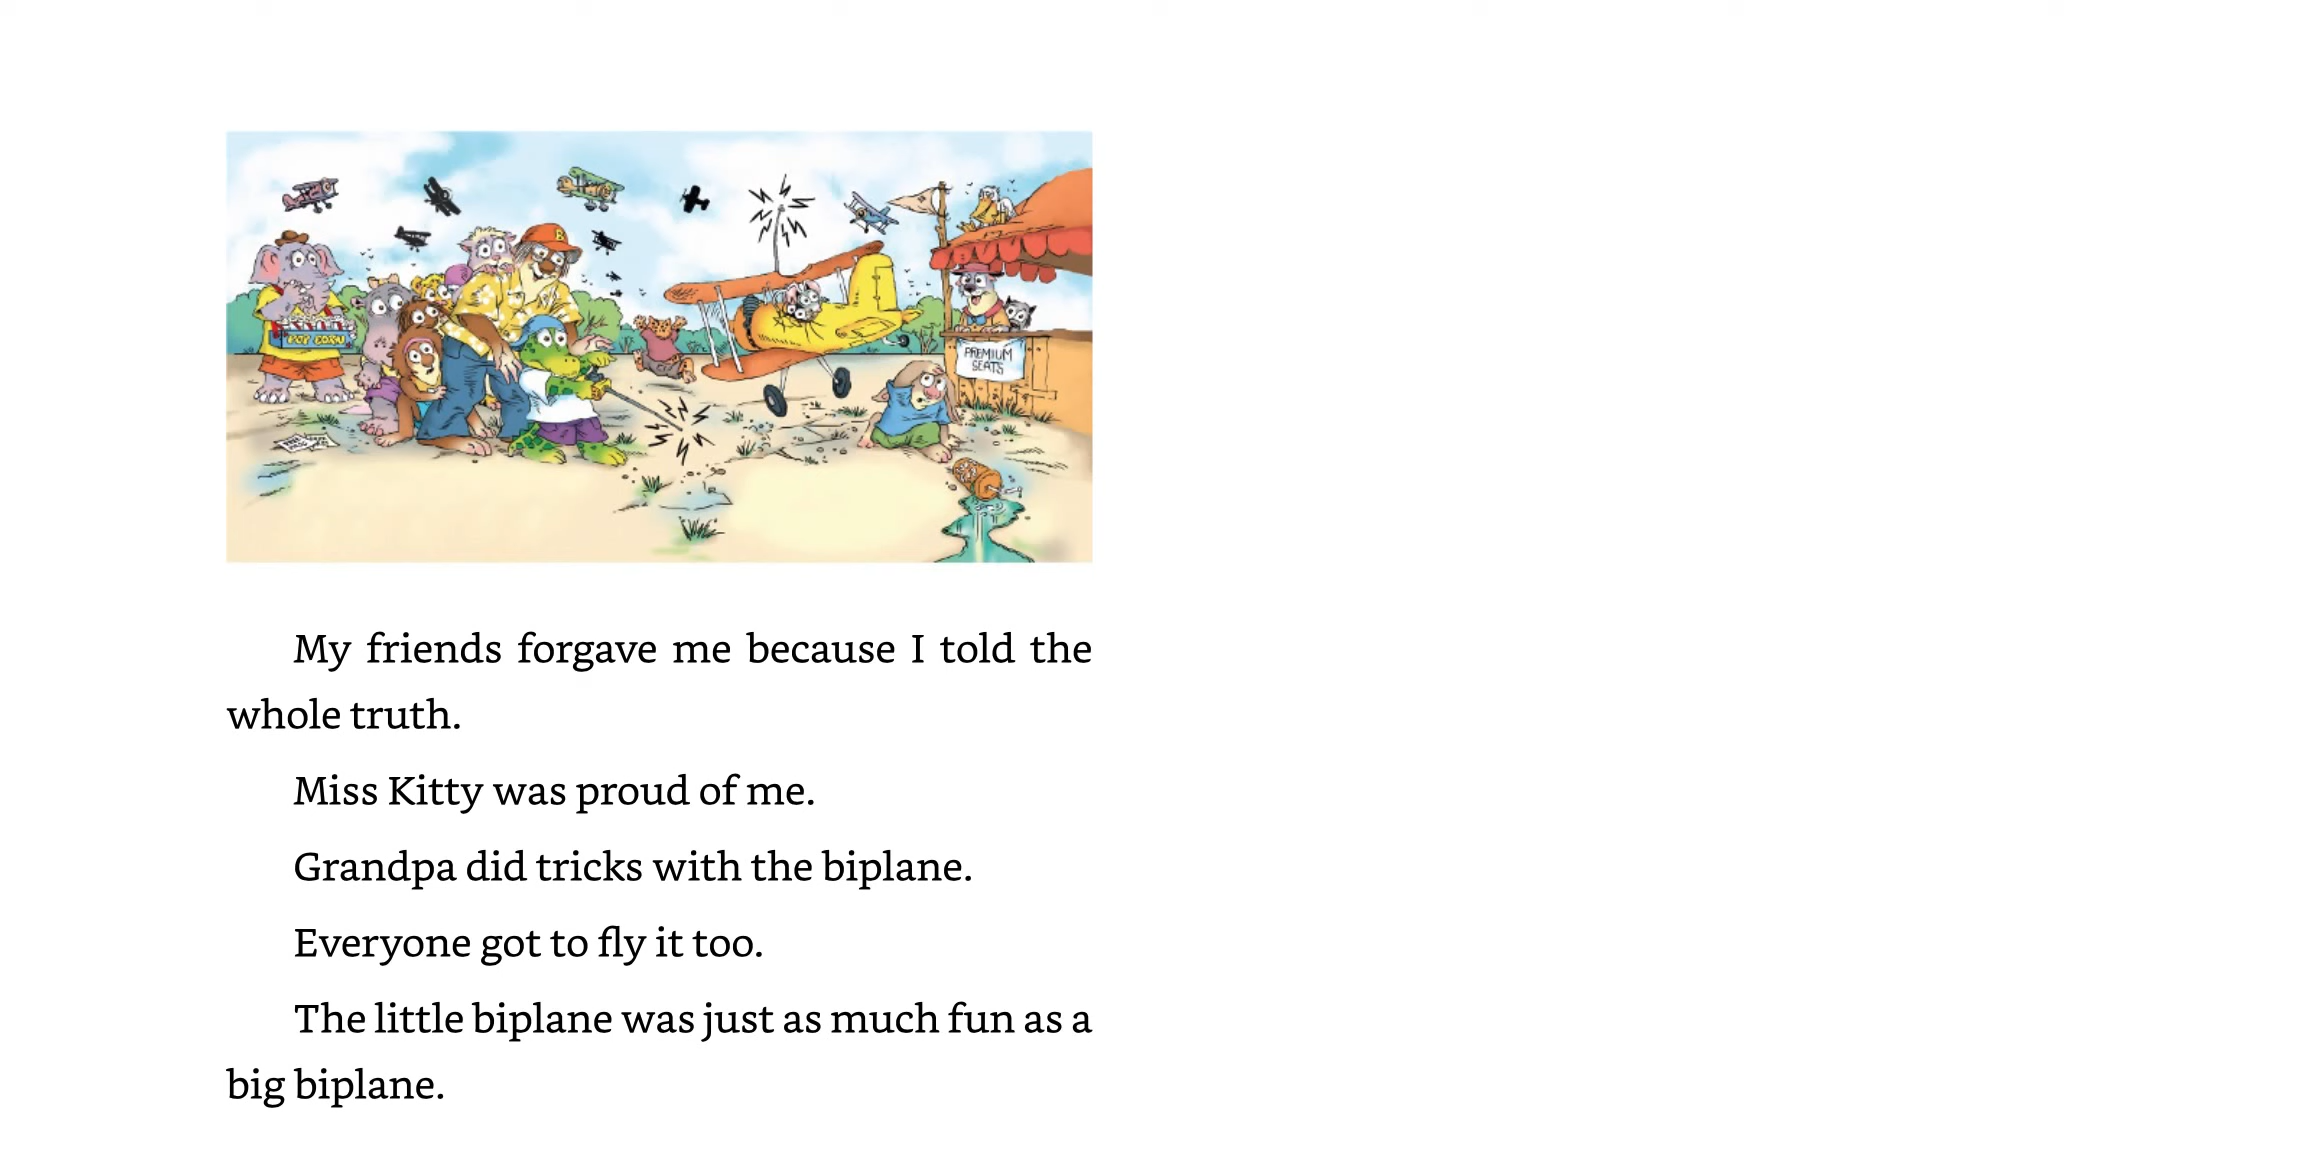 B
POP CORN
PREMIUM
SEATS
My friends forgave me because I told the
whole truth.
Miss Kitty was proud of me.
Grandpa did tricks with the biplane.
Everyone got to fly it too.
The little biplane was just as much fun as a
big biplane.